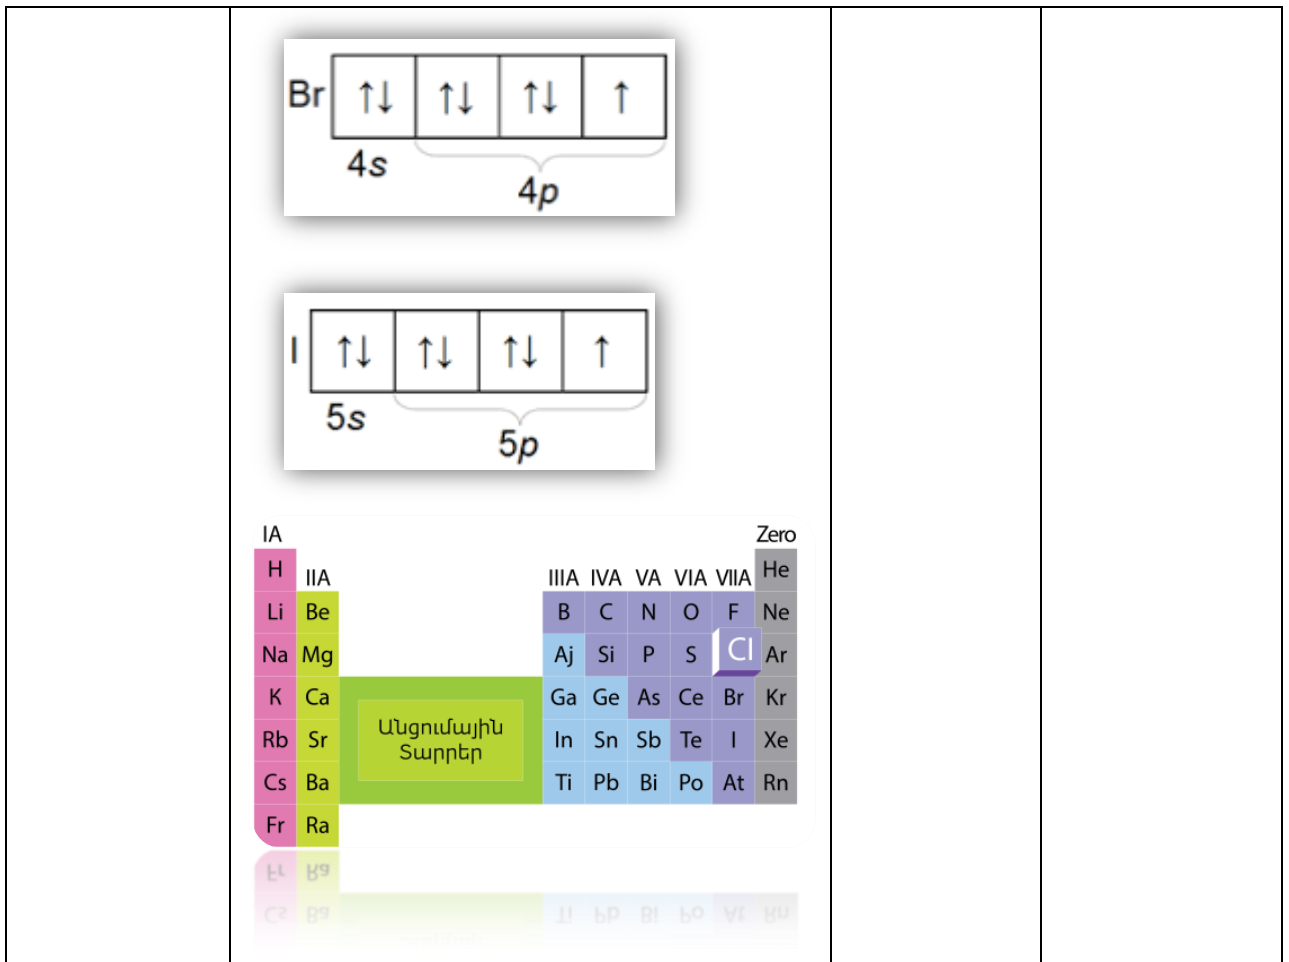 Br ↑↓ ↑↓ ↑↓ ↑
4s
4p
I ↑↓ ↑↓ ↑↓ ↑
5s
5p
IA Zero
H IIA IIIA IVA VA VIA VIIA He
Li Be B C N O F Ne
Na Mg Aj Si P S Cl Ar
K Ca Ga Ge As Ce Br Kr
Անցումային
Տարրեր
Rb Sr In Sn Sb Te I Xe
Cs Ba Ti Pb Bi Po At Rn
Fr Ra